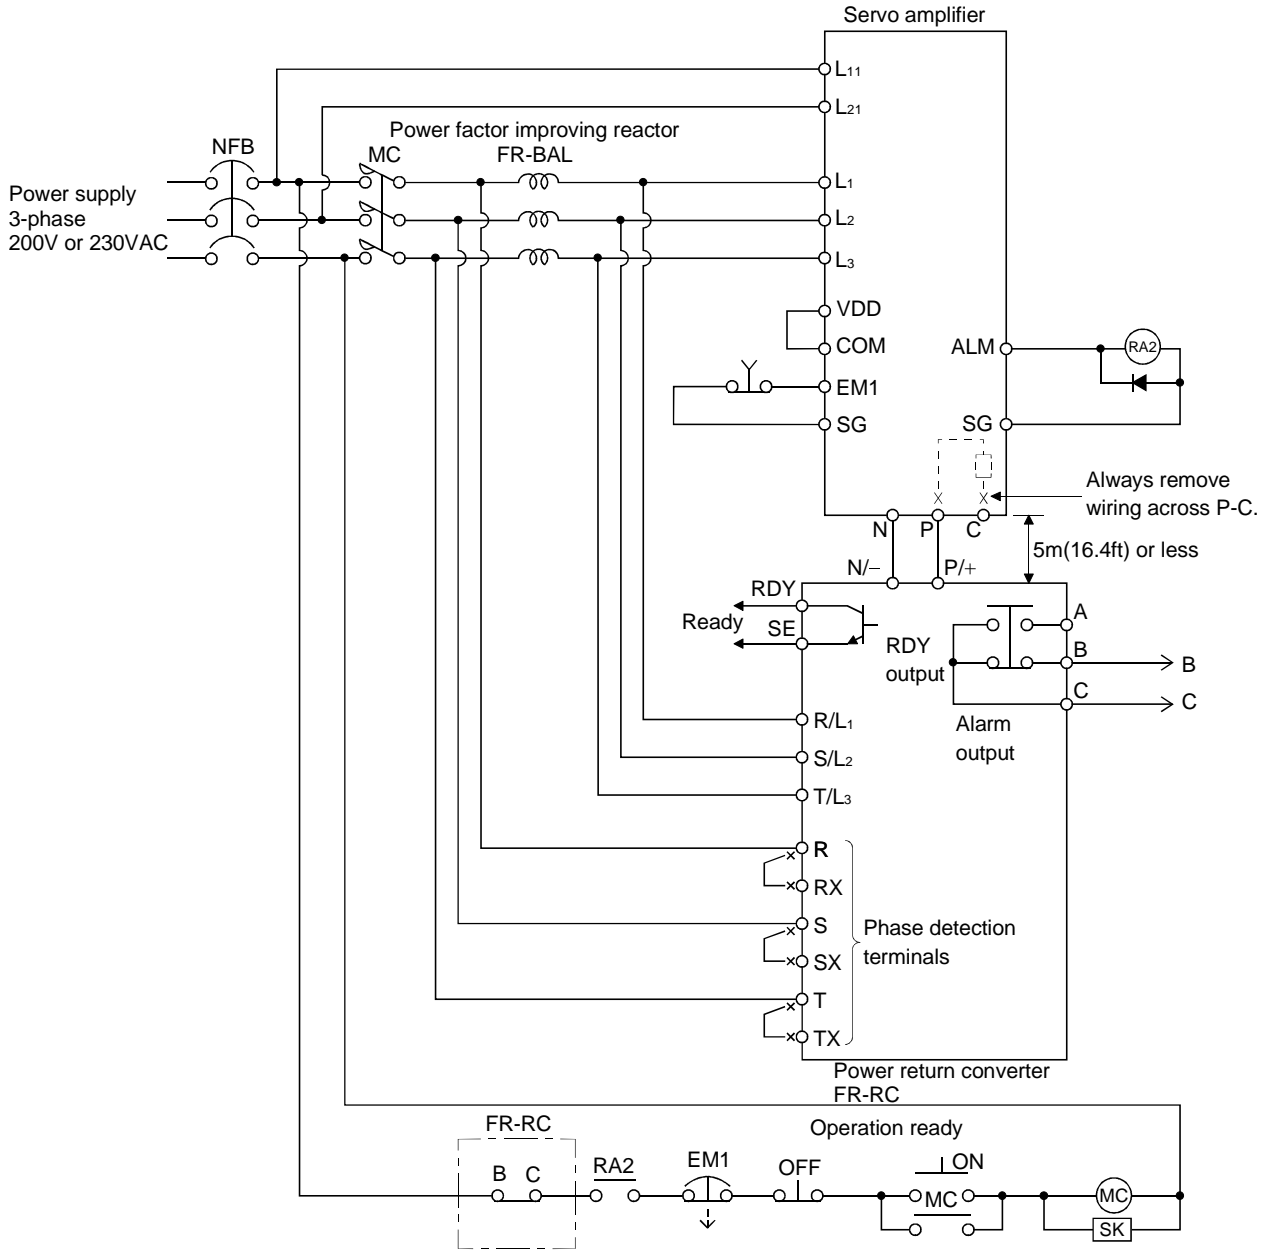 Servo amplifier
L11
L21
Power factor improving reactor
NFB
MC
FR-BAL
Power supply
3-phase
200V or 230VAC
L1
L2
L3
VDD
COM
ALM
RA2
EM1
SG
SG
Always remove
wiring across P-C.
N
P
C
5m(16.4ft) or less
N/−
P/+
RDY
Ready
SE
RDY
output
A
B
B
C
C
Alarm
output
R/L1
S/L2
T/L3
R
RX
S
SX
T
TX
Phase detection
terminals
Power return converter
FR-RC
FR-RC
Operation ready
B
C
RA2
EM1
OFF
ON
MC
MC
SK